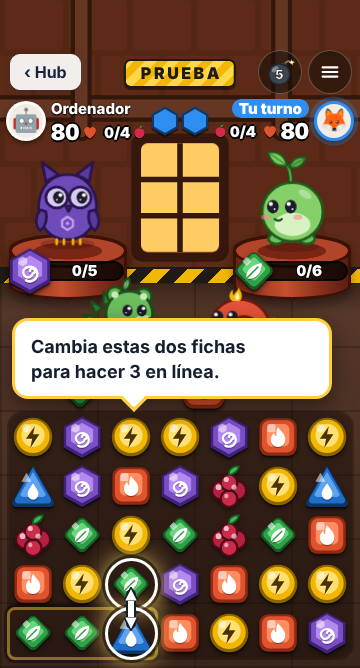 ‹ Hub
PRUEBA
5
Ordenador
Tu turno
80 0/4
0/4 80
0/5
0/6
Cambia estas dos fichas
para hacer 3 en línea.